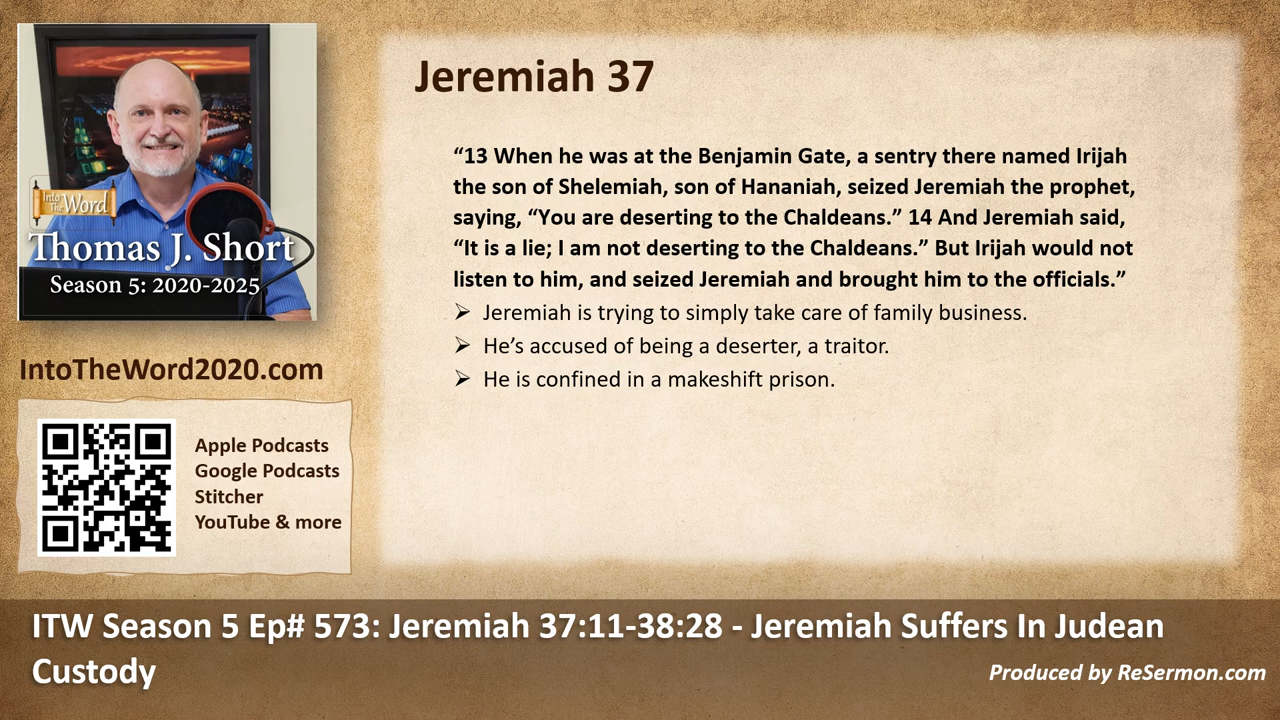 Into
The Word
Thomas J. Short
Season 5: 2020-2025
IntoTheWord2020.com
Apple Podcasts
Google Podcasts
Stitcher
YouTube & more
Jeremiah 37
“13 When he was at the Benjamin Gate, a sentry there named Irijah
the son of Shelemiah, son of Hananiah, seized Jeremiah the prophet,
saying, “You are deserting to the Chaldeans.” 14 And Jeremiah said,
“It is a lie; I am not deserting to the Chaldeans.” But Irijah would not
listen to him, and seized Jeremiah and brought him to the officials.”
➢ Jeremiah is trying to simply take care of family business.
➢ He’s accused of being a deserter, a traitor.
➢ He is confined in a makeshift prison.
ITW Season 5 Ep# 573: Jeremiah 37:11-38:28 - Jeremiah Suffers In Judean
Custody
Produced by ReSermon.com